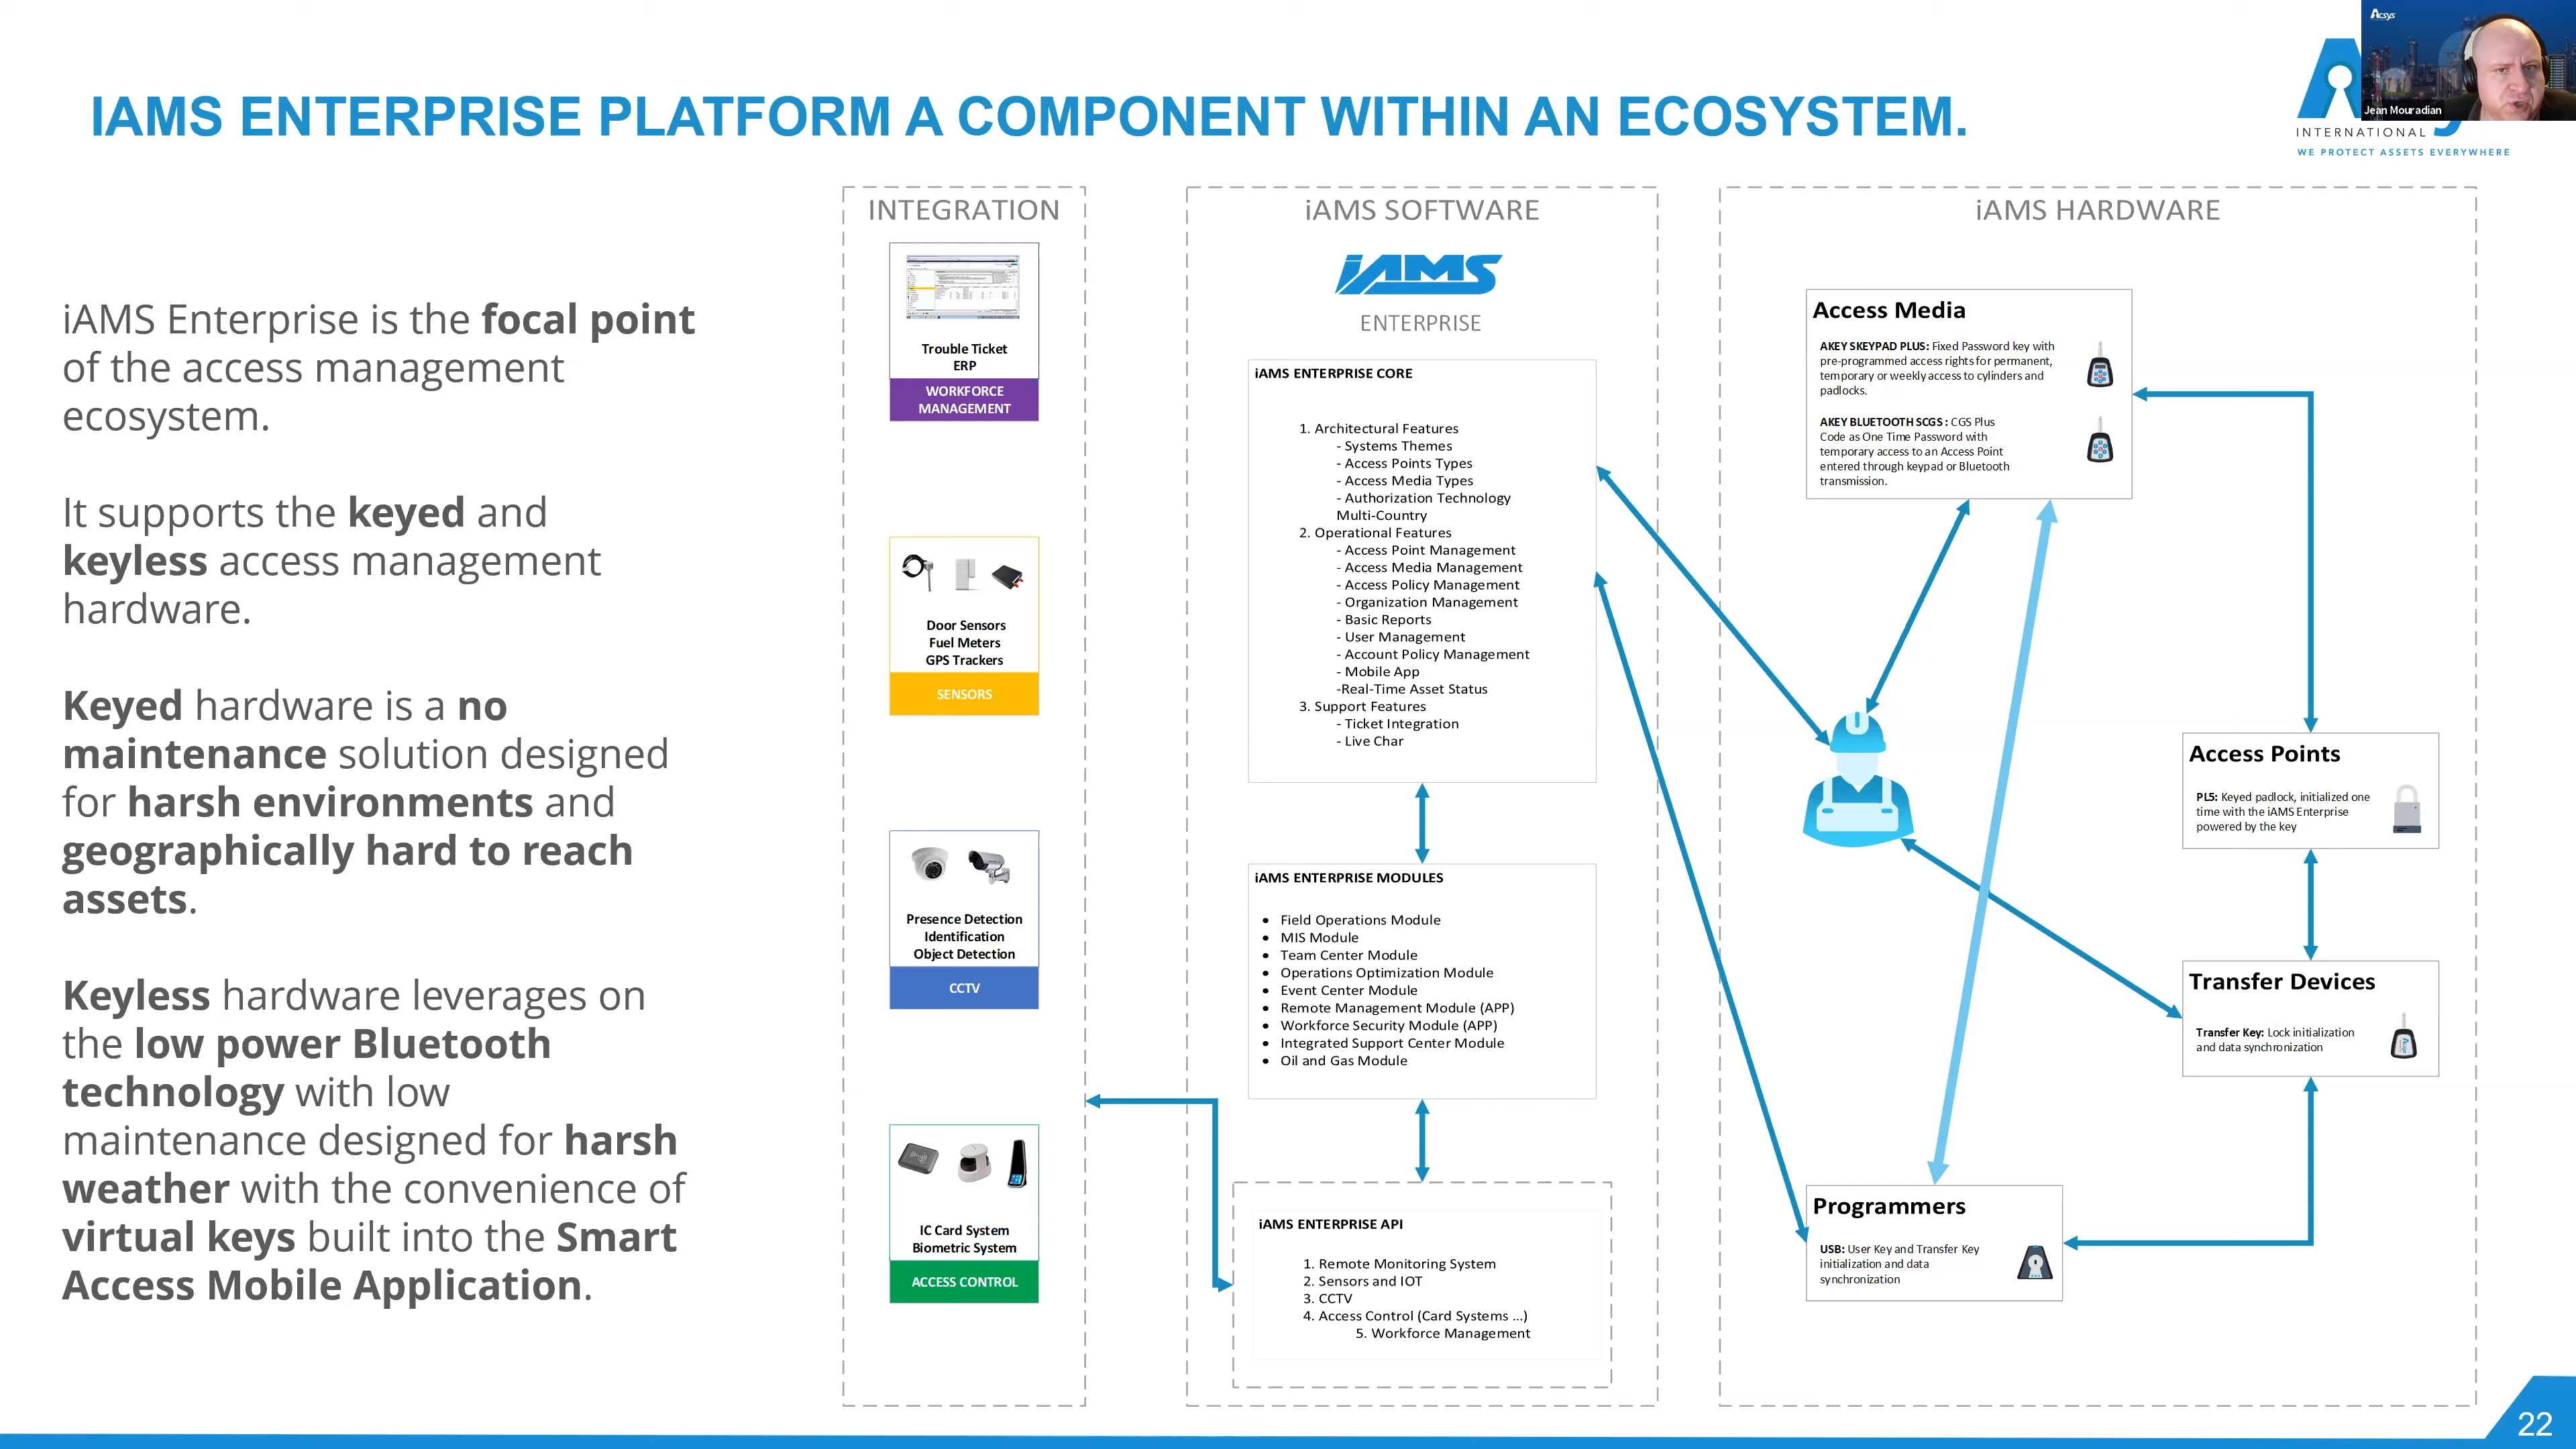 Acsys
Jean Mouradian
INTERNATIONAL
WE PROTECT ASSETS EVERYWHERE
IAMS ENTERPRISE PLATFORM A COMPONENT WITHIN AN ECOSYSTEM.
iAMS Enterprise is the focal point
of the access management
ecosystem.
It supports the keyed and
keyless access management
hardware.
Keyed hardware is a no
maintenance solution designed
for harsh environments and
geographically hard to reach
assets.
Keyless hardware leverages on
the low power Bluetooth
technology with low
maintenance designed for harsh
weather with the convenience of
virtual keys built into the Smart
Access Mobile Application.
INTEGRATION
Trouble Ticket
ERP
WORKFORCE
MANAGEMENT
Door Sensors
Fuel Meters
GPS Trackers
SENSORS
Presence Detection
Identification
Object Detection
CCTV
IC Card System
Biometric System
ACCESS CONTROL
iAMS SOFTWARE
iAMS
ENTERPRISE
iAMS ENTERPRISE CORE
1. Architectural Features
- Systems Themes
- Access Points Types
- Access Media Types
- Authorization Technology
Multi-Country
2. Operational Features
- Access Point Management
- Access Media Management
- Access Policy Management
- Organization Management
- Basic Reports
- User Management
- Account Policy Management
- Mobile App
-Real-Time Asset Status
3. Support Features
- Ticket Integration
- Live Char
iAMS ENTERPRISE MODULES
• Field Operations Module
• MIS Module
• Team Center Module
• Operations Optimization Module
• Event Center Module
• Remote Management Module (APP)
• Workforce Security Module (APP)
• Integrated Support Center Module
• Oil and Gas Module
iAMS ENTERPRISE API
1. Remote Monitoring System
2. Sensors and IOT
3. CCTV
4. Access Control (Card Systems ...)
5. Workforce Management
iAMS HARDWARE
Access Media
AKEY SKEYPAD PLUS: Fixed Password key with
pre-programmed access rights for permanent,
temporary or weekly access to cylinders and
padlocks.
AKEY BLUETOOTH SCGS : CGS Plus
Code as One Time Password with
temporary access to an Access Point
entered through keypad or Bluetooth
transmission.
Access Points
PL5: Keyed padlock, initialized one
time with the iAMS Enterprise
powered by the key
Transfer Devices
Transfer Key: Lock initialization
and data synchronization
Programmers
USB: User Key and Transfer Key
initialization and data
synchronization
22